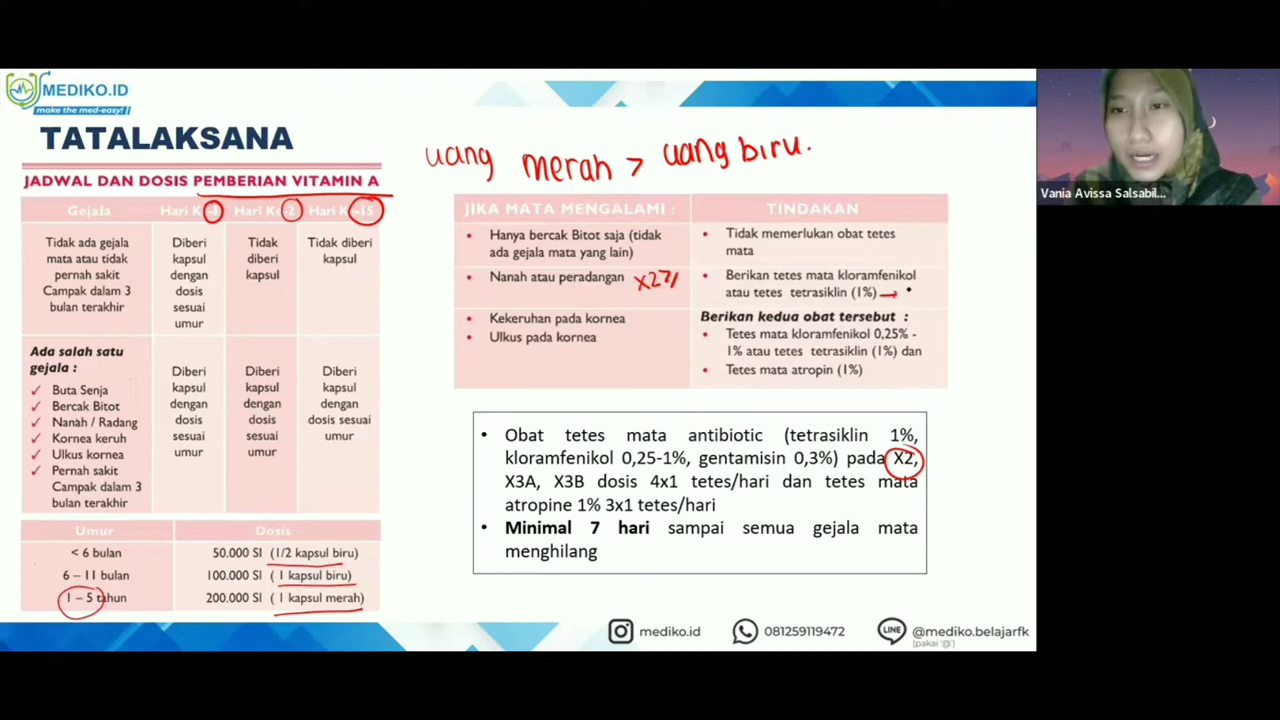 MEDIKO.ID
make the med-easy!
TATALAKSANA
uang merah > uang biru.
JADWAL DAN DOSIS PEMBERIAN VITAMIN A
Gejala
Hari K -1
Hari Ke-2
Hari K -15
Tidak ada gejala
mata atau tidak
pernah sakit
Campak dalam 3
bulan terakhir
Diberi
kapsul
dengan
dosis
sesuai
umur
Tidak
diberi
kapsul
Tidak diberi
kapsul
Ada salah satu
gejala :
✓ Buta Senja
✓ Bercak Bitot
✓ Nanah / Radang
✓ Kornea keruh
✓ Ulkus kornea
✓ Pernah sakit
Campak dalam 3
bulan terakhir
Diberi
kapsul
dengan
dosis
sesuai
umur
Diberi
kapsul
dengan
dosis
sesuai
umur
Diberi
kapsul
dengan
dosis sesuai
umur
Umur
Dosis
< 6 bulan
50.000 SI (1/2 kapsul biru)
6 – 11 bulan
100.000 SI ( 1 kapsul biru)
1 – 5 tahun
200.000 SI ( 1 kapsul merah)
JIKA MATA MENGALAMI :
TINDAKAN
• Hanya bercak Bitot saja (tidak
ada gejala mata yang lain)
• Tidak memerlukan obat tetes
mata
• Nanah atau peradangan
X2
• Berikan tetes mata kloramfenikol
atau tetes tetrasiklin (1%) →
• Kekeruhan pada kornea
• Ulkus pada kornea
Berikan kedua obat tersebut :
• Tetes mata kloramfenikol 0,25% -
1% atau tetes tetrasiklin (1%) dan
• Tetes mata atropin (1%)
• Obat tetes mata antibiotic (tetrasiklin 1%,
kloramfenikol 0,25-1%, gentamisin 0,3%) pada X2,
X3A, X3B dosis 4x1 tetes/hari dan tetes mata
atropine 1% 3x1 tetes/hari
• Minimal 7 hari sampai semua gejala mata
menghilang
mediko.id
081259119472
LINE
@mediko.belajarfk
(pakai '@')
Vania Avissa Salsabil...